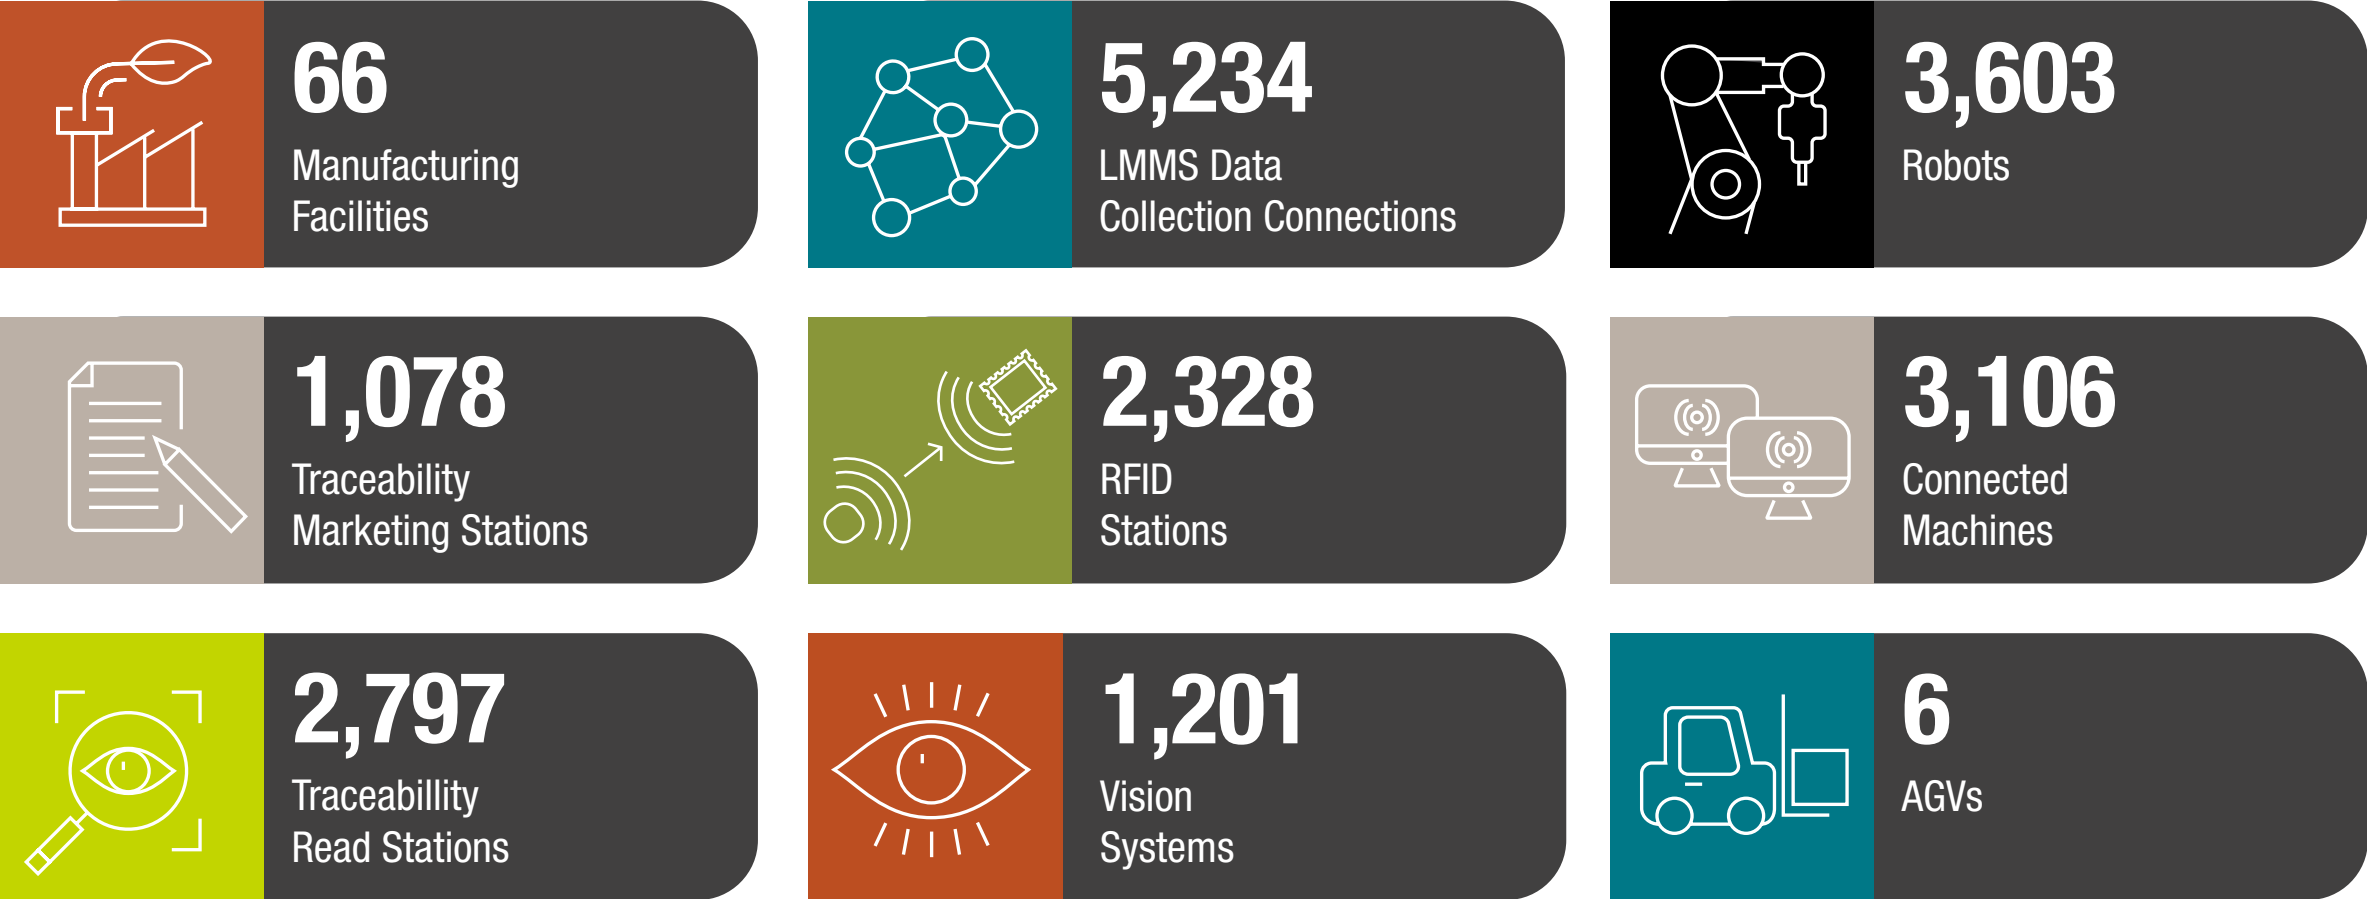 66
Manufacturing
Facilities
5,234
LMMS Data
Collection Connections
3,603
Robots
1,078
Traceability
Marketing Stations
2,328
RFID
Stations
3,106
Connected
Machines
2,797
Traceabillity
Read Stations
1,201
Vision
Systems
6
AGVs